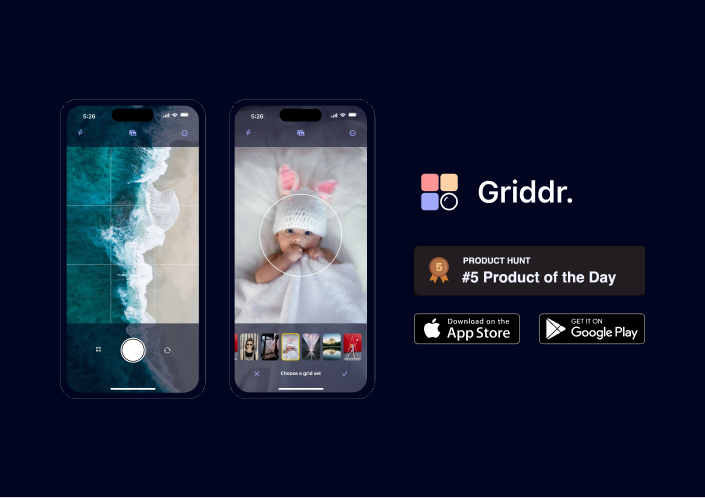 5:26
5:26
Choose a grid set
Griddr.
5
PRODUCT HUNT
#5 Product of the Day
Download on the
App Store
GET IT ON
Google Play